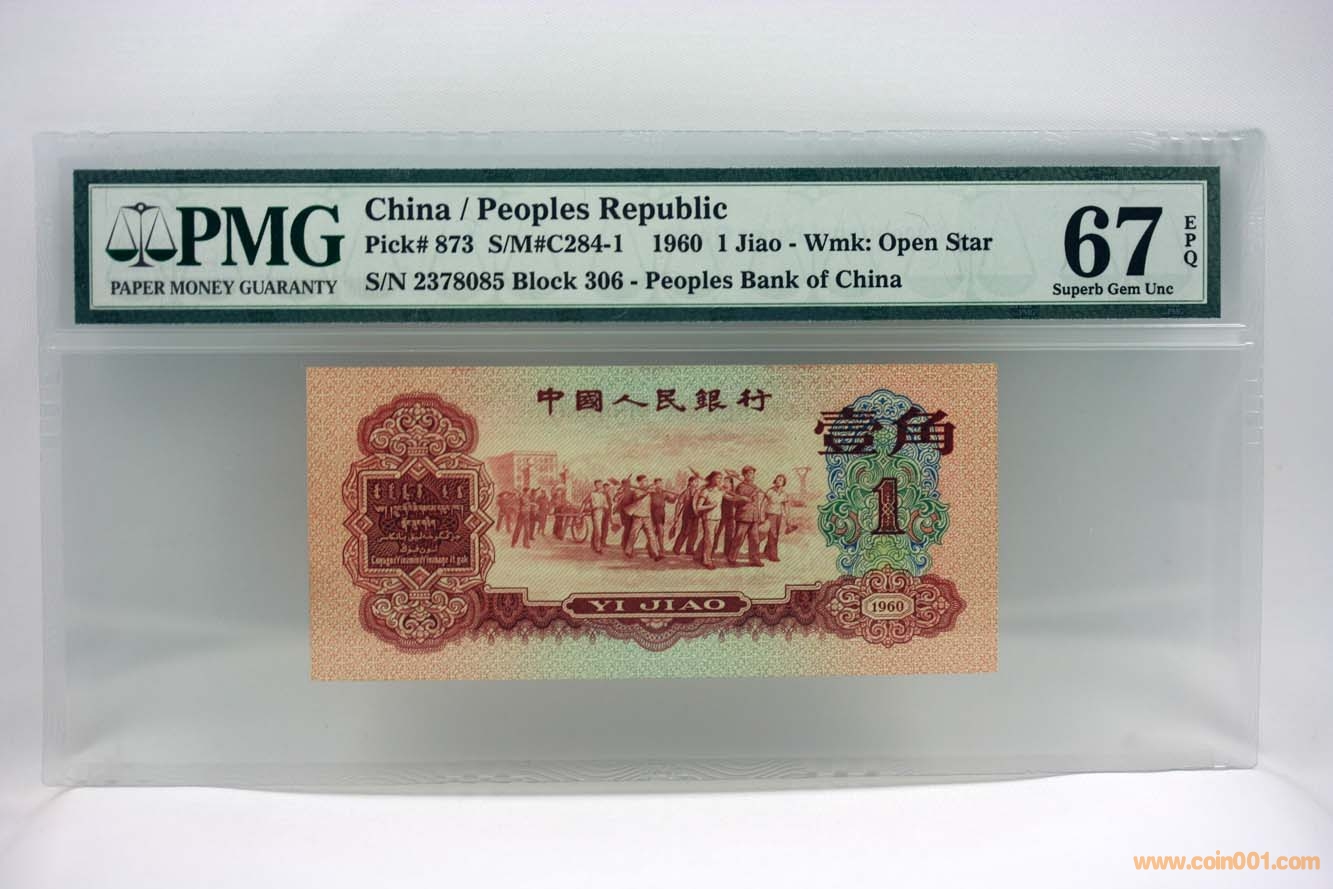 PMG
PAPER MONEY GUARANTY
China / Peoples Republic
Pick# 873 S/M#C284-1 1960 1 Jiao - Wmk: Open Star
S/N 2378085 Block 306 - Peoples Bank of China
67
EPQ
Superb Gem Unc
中國人民銀行
壹角
1
YI JIAO
1960
www.coin001.com